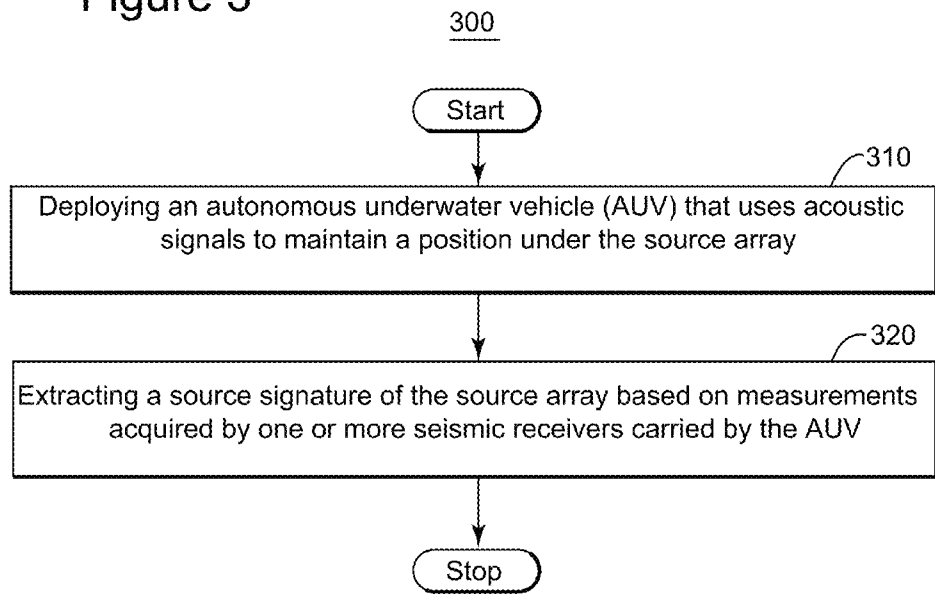 300
Start
310
Deploying an autonomous underwater vehicle (AUV) that uses acoustic
signals to maintain a position under the source array
320
Extracting a source signature of the source array based on measurements
acquired by one or more seismic receivers carried by the AUV
Stop